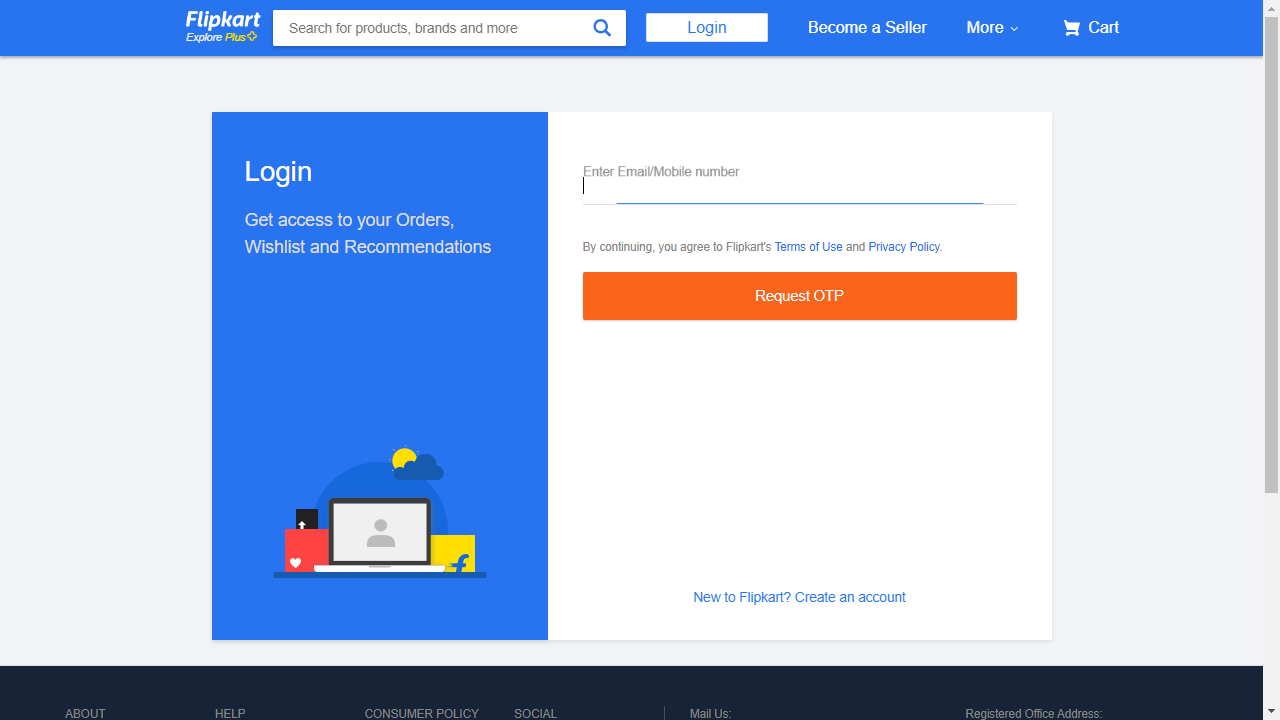 Flipkart
Explore Plus
Search for products, brands and more
Login
Become a Seller
More
Cart
Login
Get access to your Orders,
Wishlist and Recommendations
Enter Email/Mobile number
By continuing, you agree to Flipkart's Terms of Use and Privacy Policy.
Request OTP
New to Flipkart? Create an account
ABOUT
HELP
CONSUMER POLICY
SOCIAL
Mail Us:
Registered Office Address: